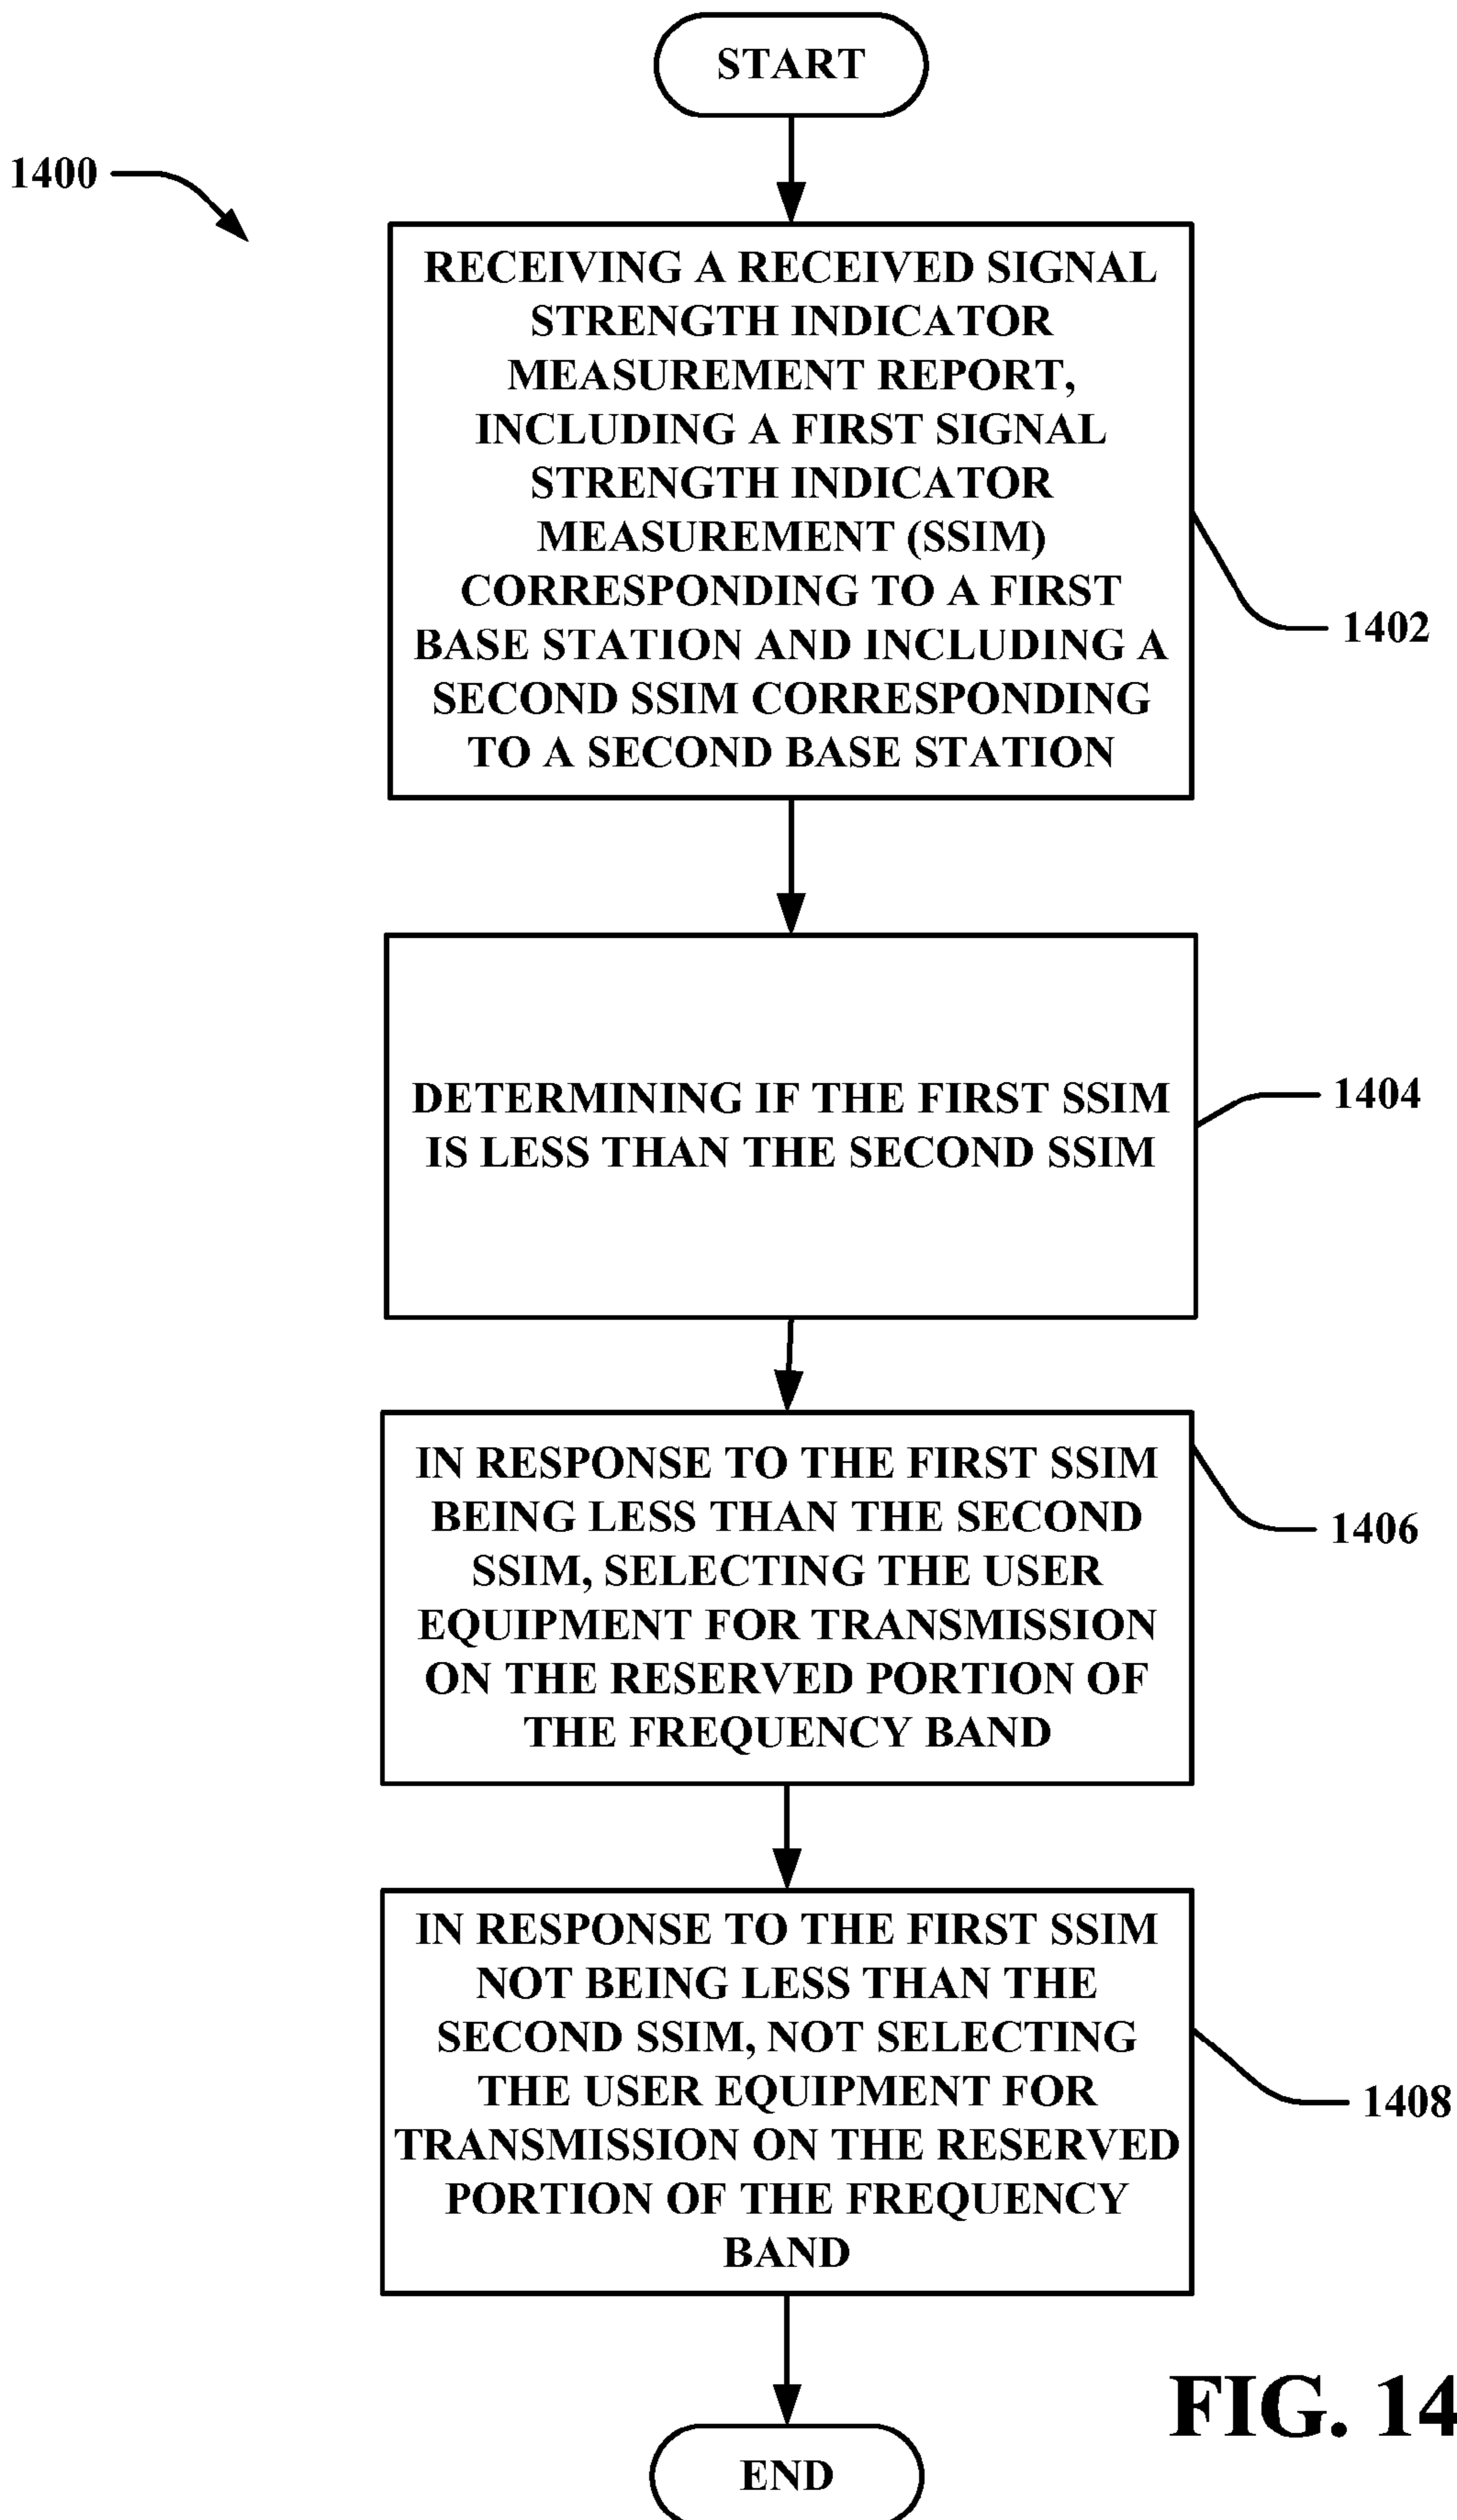 START
1400
RECEIVING A RECEIVED SIGNAL
STRENGTH INDICATOR
MEASUREMENT REPORT,
INCLUDING A FIRST SIGNAL
STRENGTH INDICATOR
MEASUREMENT (SSIM)
CORRESPONDING TO A FIRST
BASE STATION AND INCLUDING A
SECOND SSIM CORRESPONDING
TO A SECOND BASE STATION
1402
DETERMINING IF THE FIRST SSIM
IS LESS THAN THE SECOND SSIM
1404
IN RESPONSE TO THE FIRST SSIM
BEING LESS THAN THE SECOND
SSIM, SELECTING THE USER
EQUIPMENT FOR TRANSMISSION
ON THE RESERVED PORTION OF
THE FREQUENCY BAND
1406
IN RESPONSE TO THE FIRST SSIM
NOT BEING LESS THAN THE
SECOND SSIM, NOT SELECTING
THE USER EQUIPMENT FOR
TRANSMISSION ON THE RESERVED
PORTION OF THE FREQUENCY
BAND
1408
END
FIG. 14